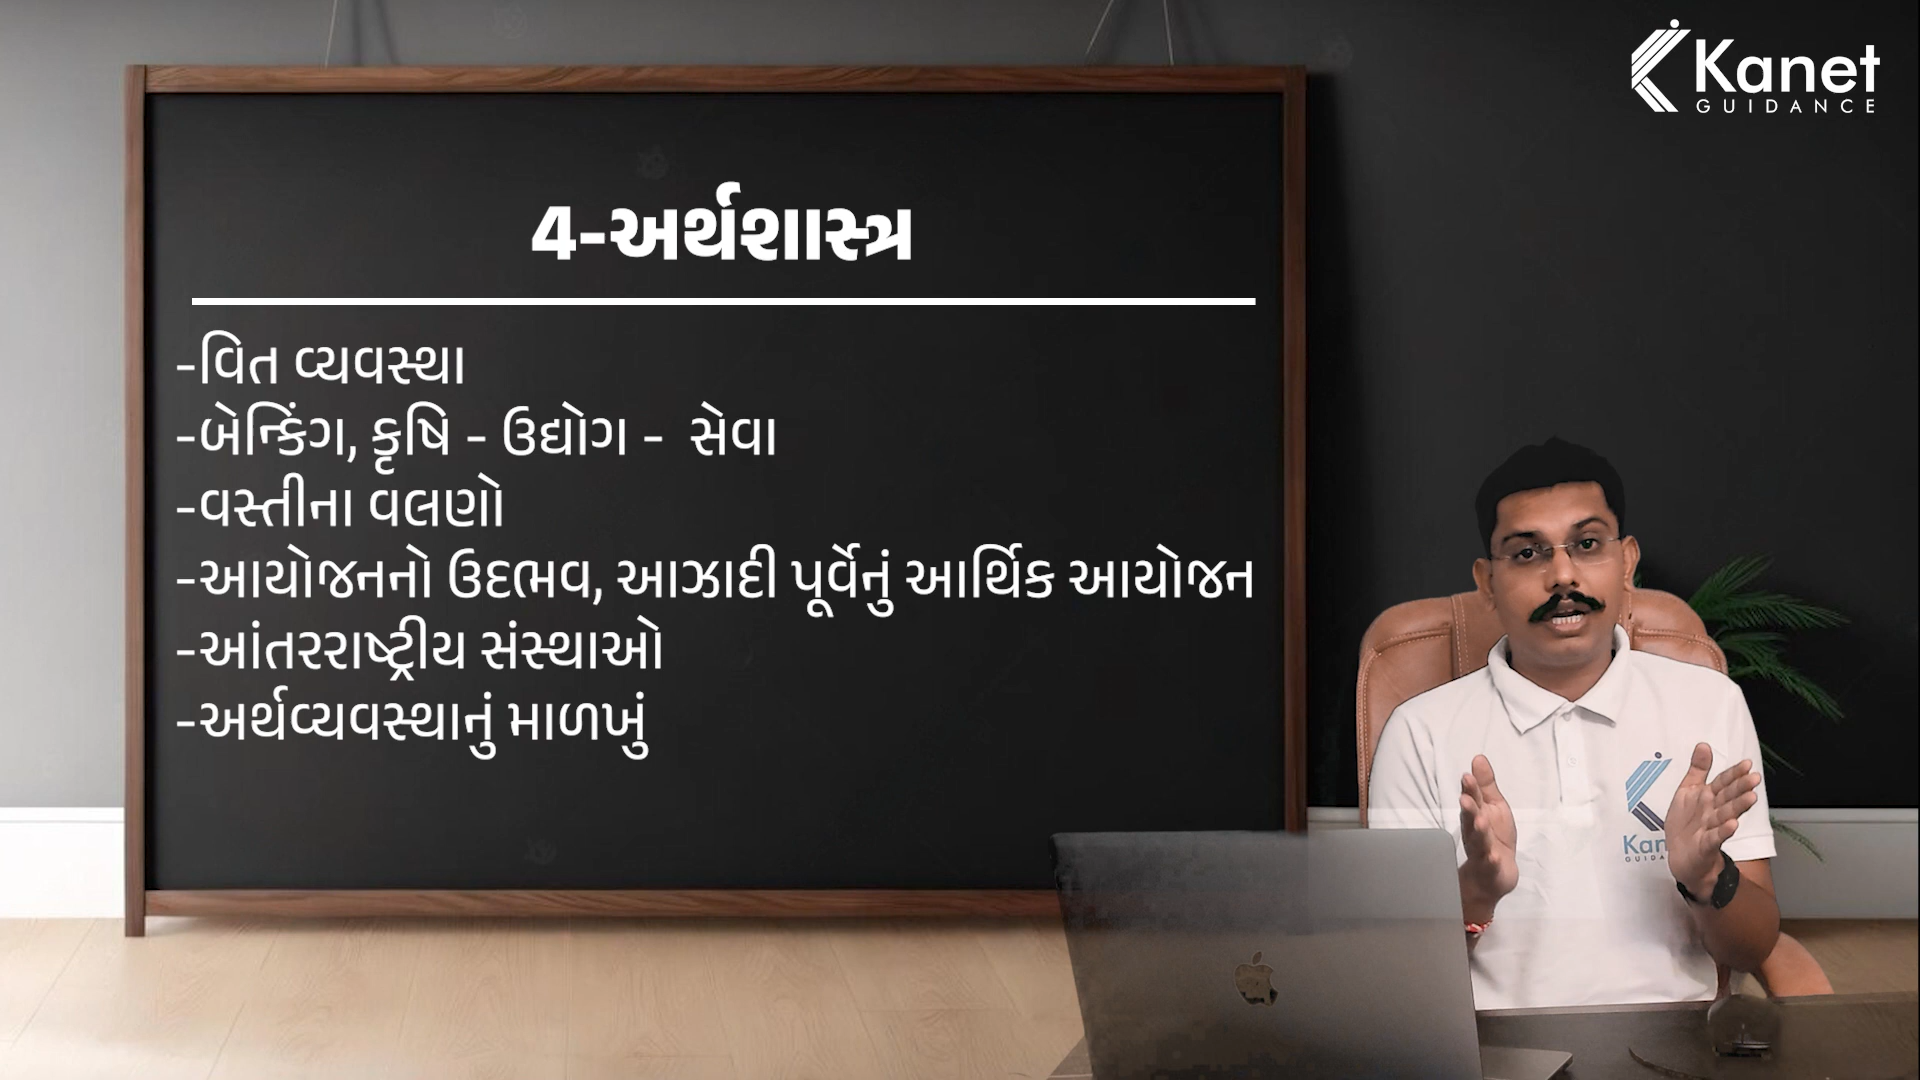 Kanet
GUIDANCE
4-અર્થશાસ્ત્ર
-વિત વ્યવસ્થા
-બેન્કિંગ, કૃષિ - ઉદ્યોગ - સેવા
-વસ્તીના વલણો
-આયોજનનો ઉદભવ, આઝાદી પૂર્વેનું આર્થિક આયોજન
-આંતરરાષ્ટ્રીય સંસ્થાઓ
-અર્થવ્યવસ્થાનું માળખું